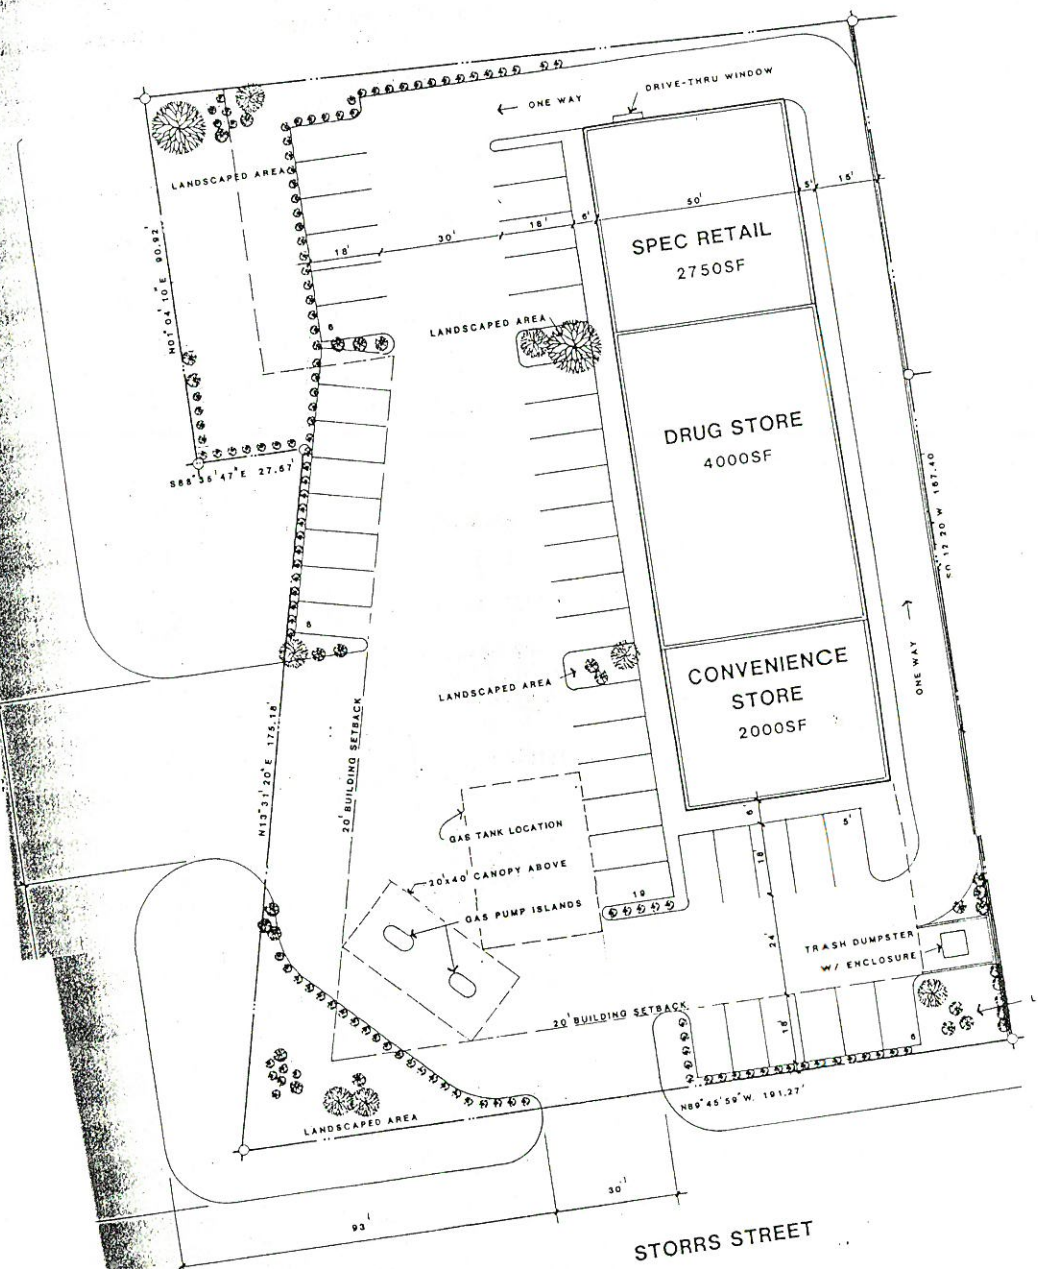 DRIVE-THRU WINDOW
← ONE WAY
LANDSCAPED AREA
15'
5'
50'
6'
18'
30'
18'
SPEC RETAIL
2750SF
N01°04'10"E 90.92'
6
LANDSCAPED AREA
DRUG STORE
4000SF
S88°35'47"E 27.67'
187.40
8
CONVENIENCE
STORE
2000SF
ONE WAY →
LANDSCAPED AREA
N13°31'20"E 175.18'
20' BUILDING SETBACK
GAS TANK LOCATION
6'
5'
18'
20'x40' CANOPY ABOVE
GAS PUMP ISLANDS
19
24'
TRASH DUMPSTER
W/ ENCLOSURE
20' BUILDING SETBACK
18'
6
L
N89°45'59"W. 191.27'
LANDSCAPED AREA
93'
30'
STORRS STREET